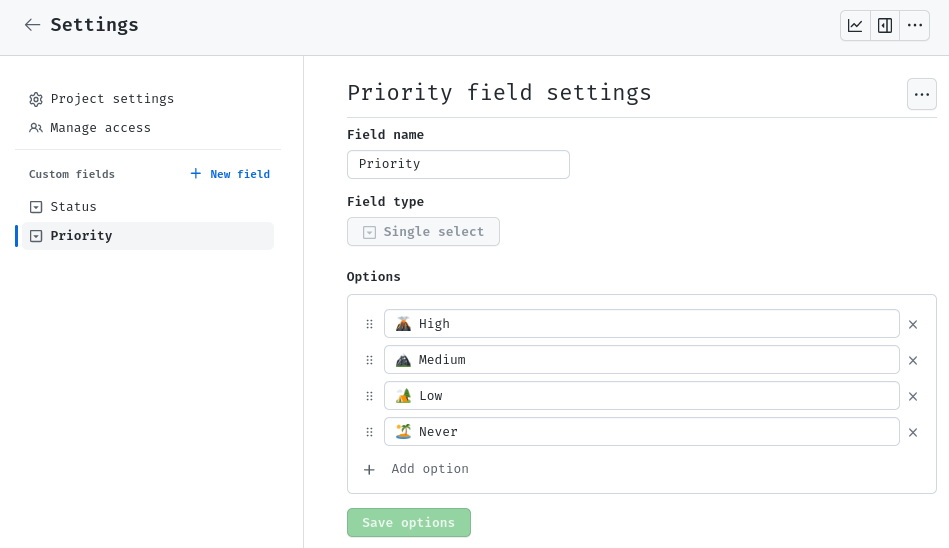 Settings
Project settings
Manage access
Custom fields
New field
Status
Priority
Priority field settings
Field name
Priority
Field type
Single select
Options
🌋 High
⛰️ Medium
🏕️ Low
🏝️ Never
Add option
Save options